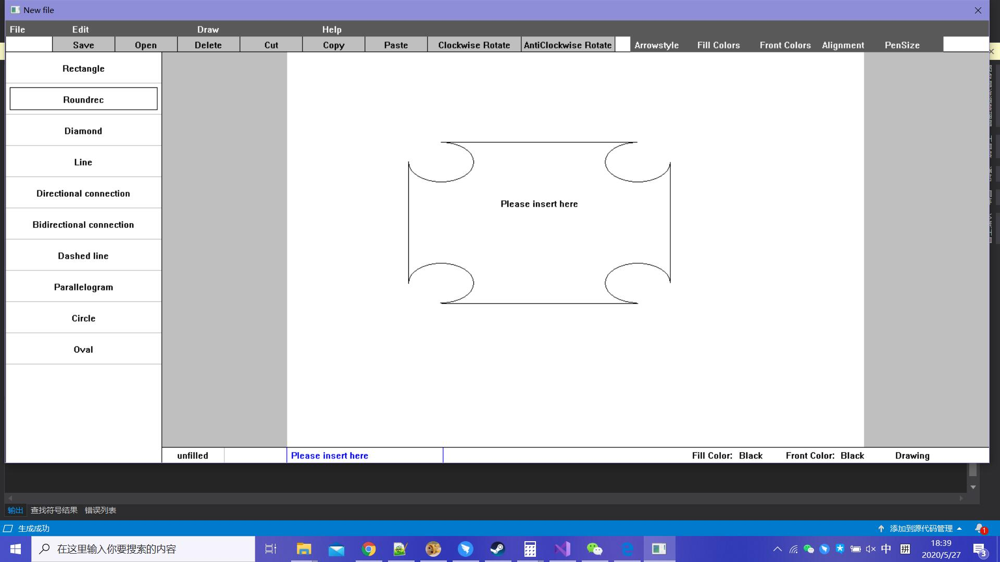 New file
File Edit Draw Help
Save Open Delete Cut Copy Paste Clockwise Rotate AntiClockwise Rotate Arrowstyle Fill Colors Front Colors Alignment PenSize
Rectangle
Roundrec
Diamond
Line
Directional connection
Bidirectional connection
Dashed line
Parallelogram
Circle
Oval
Please insert here
unfilled Please insert here Fill Color: Black Front Color: Black Drawing
输出 查找符号结果 错误列表
生成成功 添加到源代码管理 1
在这里输入你要搜索的内容 中 拼 18:39
2020/5/27 3